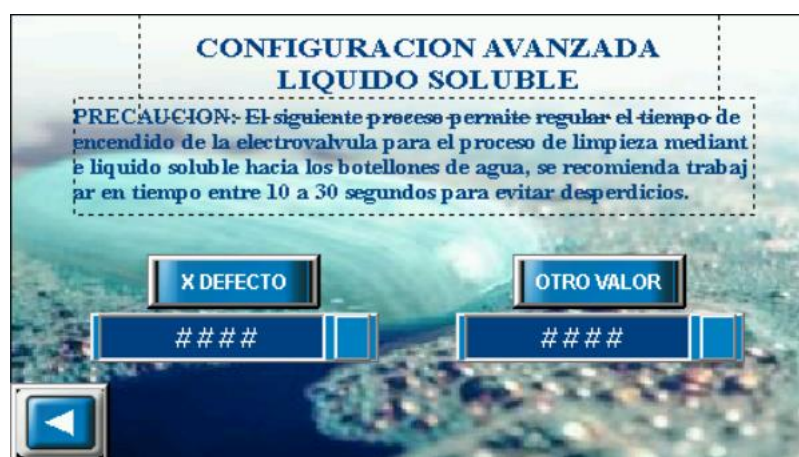 CONFIGURACION AVANZADA
LIQUIDO SOLUBLE
PRECAUCION: El siguiente proceso permite regular el tiempo de
encendido de la electrovalvula para el proceso de limpieza mediant
e liquido soluble hacia los botellones de agua, se recomienda trabaj
ar en tiempo entre 10 a 30 segundos para evitar desperdicios.
X DEFECTO
OTRO VALOR
####
####